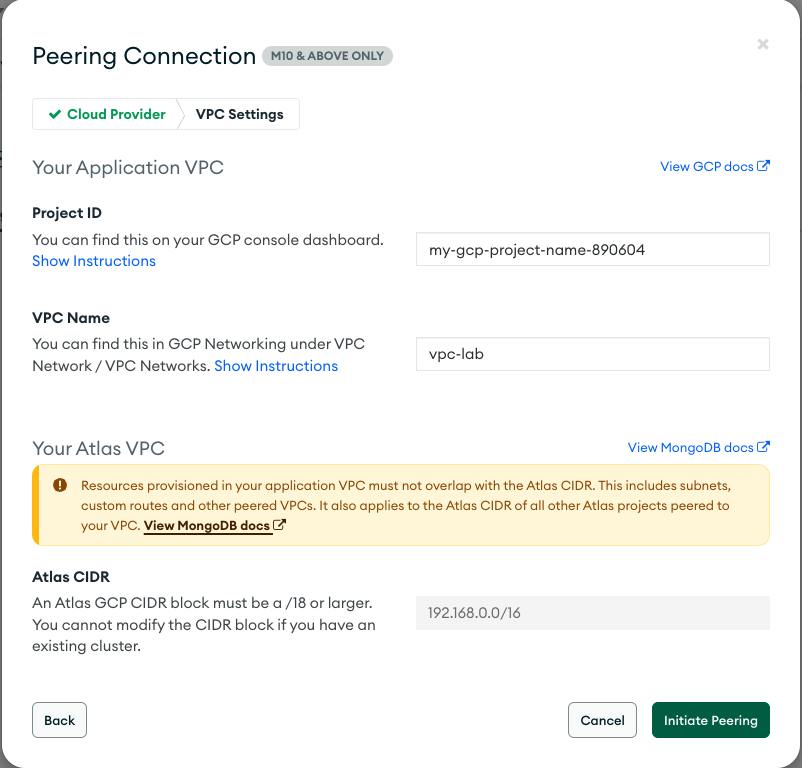 Peering Connection M10 & ABOVE ONLY
×
Cloud Provider VPC Settings
Your Application VPC View GCP docs
Project ID
You can find this on your GCP console dashboard.
Show Instructions
my-gcp-project-name-890604
VPC Name
You can find this in GCP Networking under VPC
Network / VPC Networks. Show Instructions
vpc-lab
Your Atlas VPC View MongoDB docs
Resources provisioned in your application VPC must not overlap with the Atlas CIDR. This includes subnets,
custom routes and other peered VPCs. It also applies to the Atlas CIDR of all other Atlas projects peered to
your VPC. View MongoDB docs
Atlas CIDR
An Atlas GCP CIDR block must be a /18 or larger.
You cannot modify the CIDR block if you have an
existing cluster.
192.168.0.0/16
Back Cancel Initiate Peering